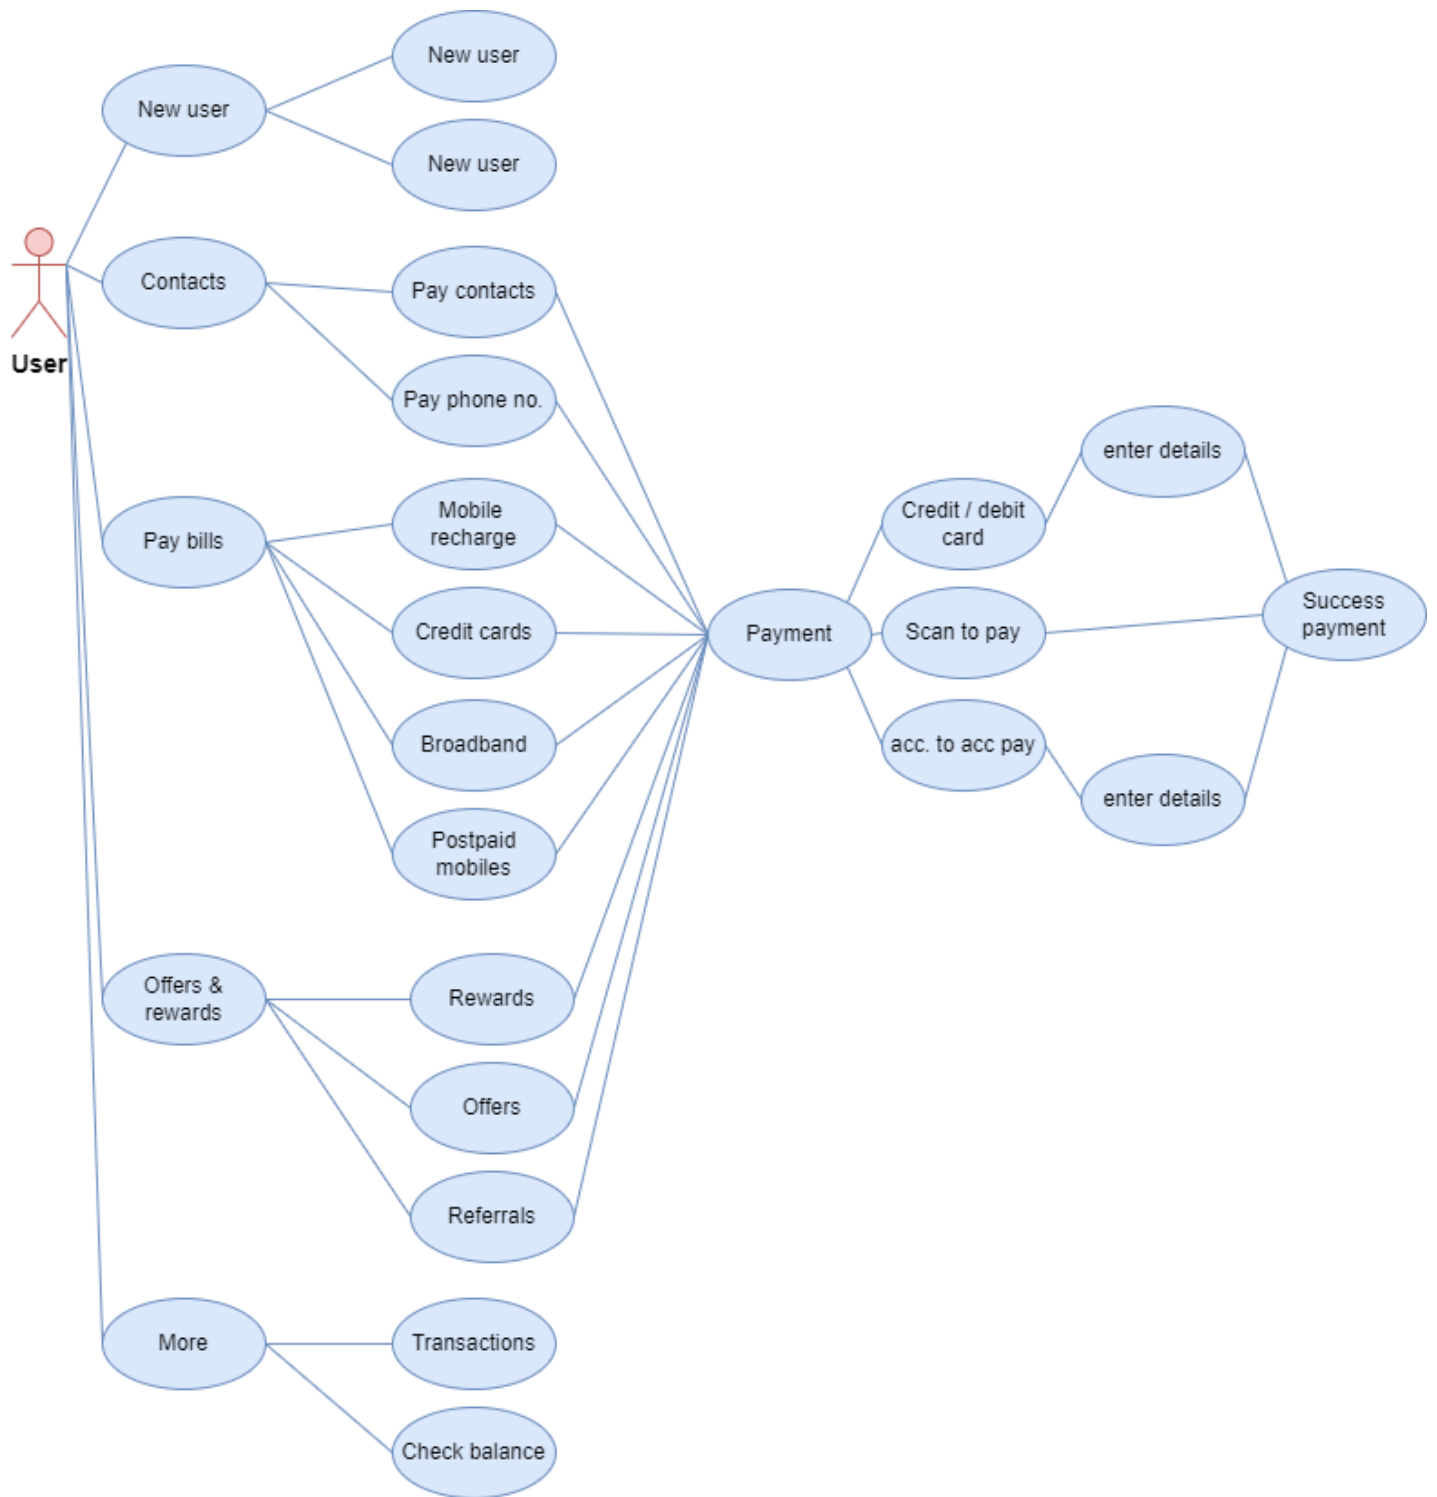 New user
New user
New user
User
Contacts
Pay contacts
Pay phone no.
Pay bills
Mobile
recharge
Credit cards
Broadband
Postpaid
mobiles
Payment
Credit / debit
card
enter details
Scan to pay
acc. to acc pay
enter details
Success
payment
Offers &
rewards
Rewards
Offers
Referrals
More
Transactions
Check balance